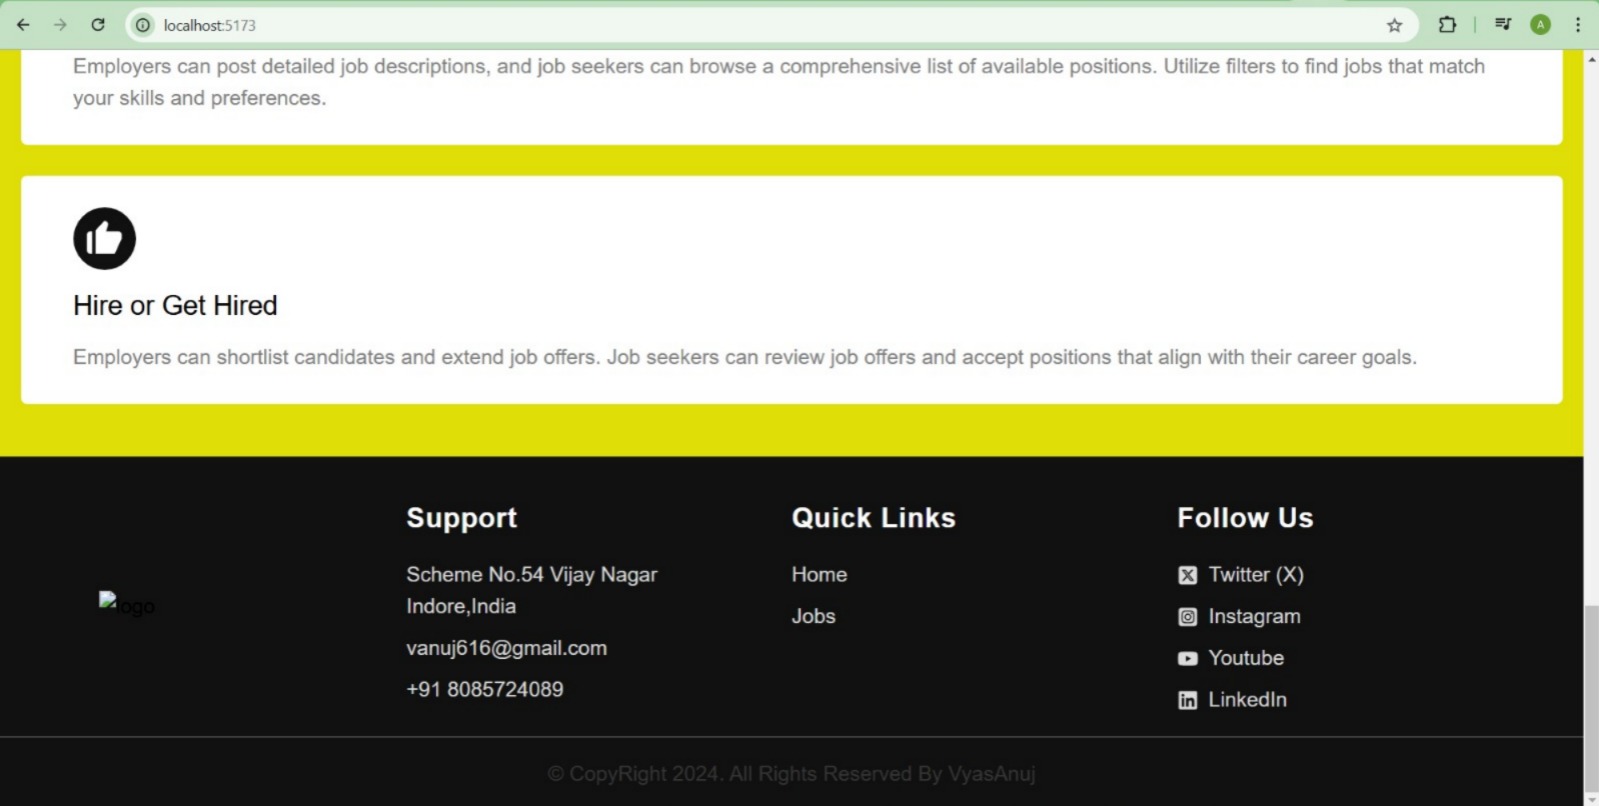 localhost:5173
A
Employers can post detailed job descriptions, and job seekers can browse a comprehensive list of available positions. Utilize filters to find jobs that match
your skills and preferences.
Hire or Get Hired
Employers can shortlist candidates and extend job offers. Job seekers can review job offers and accept positions that align with their career goals.
logo
Support
Scheme No.54 Vijay Nagar
Indore,India
vanuj616@gmail.com
+91 8085724089
Quick Links
Home
Jobs
Follow Us
Twitter (X)
Instagram
Youtube
LinkedIn
© CopyRight 2024. All Rights Reserved By VyasAnuj